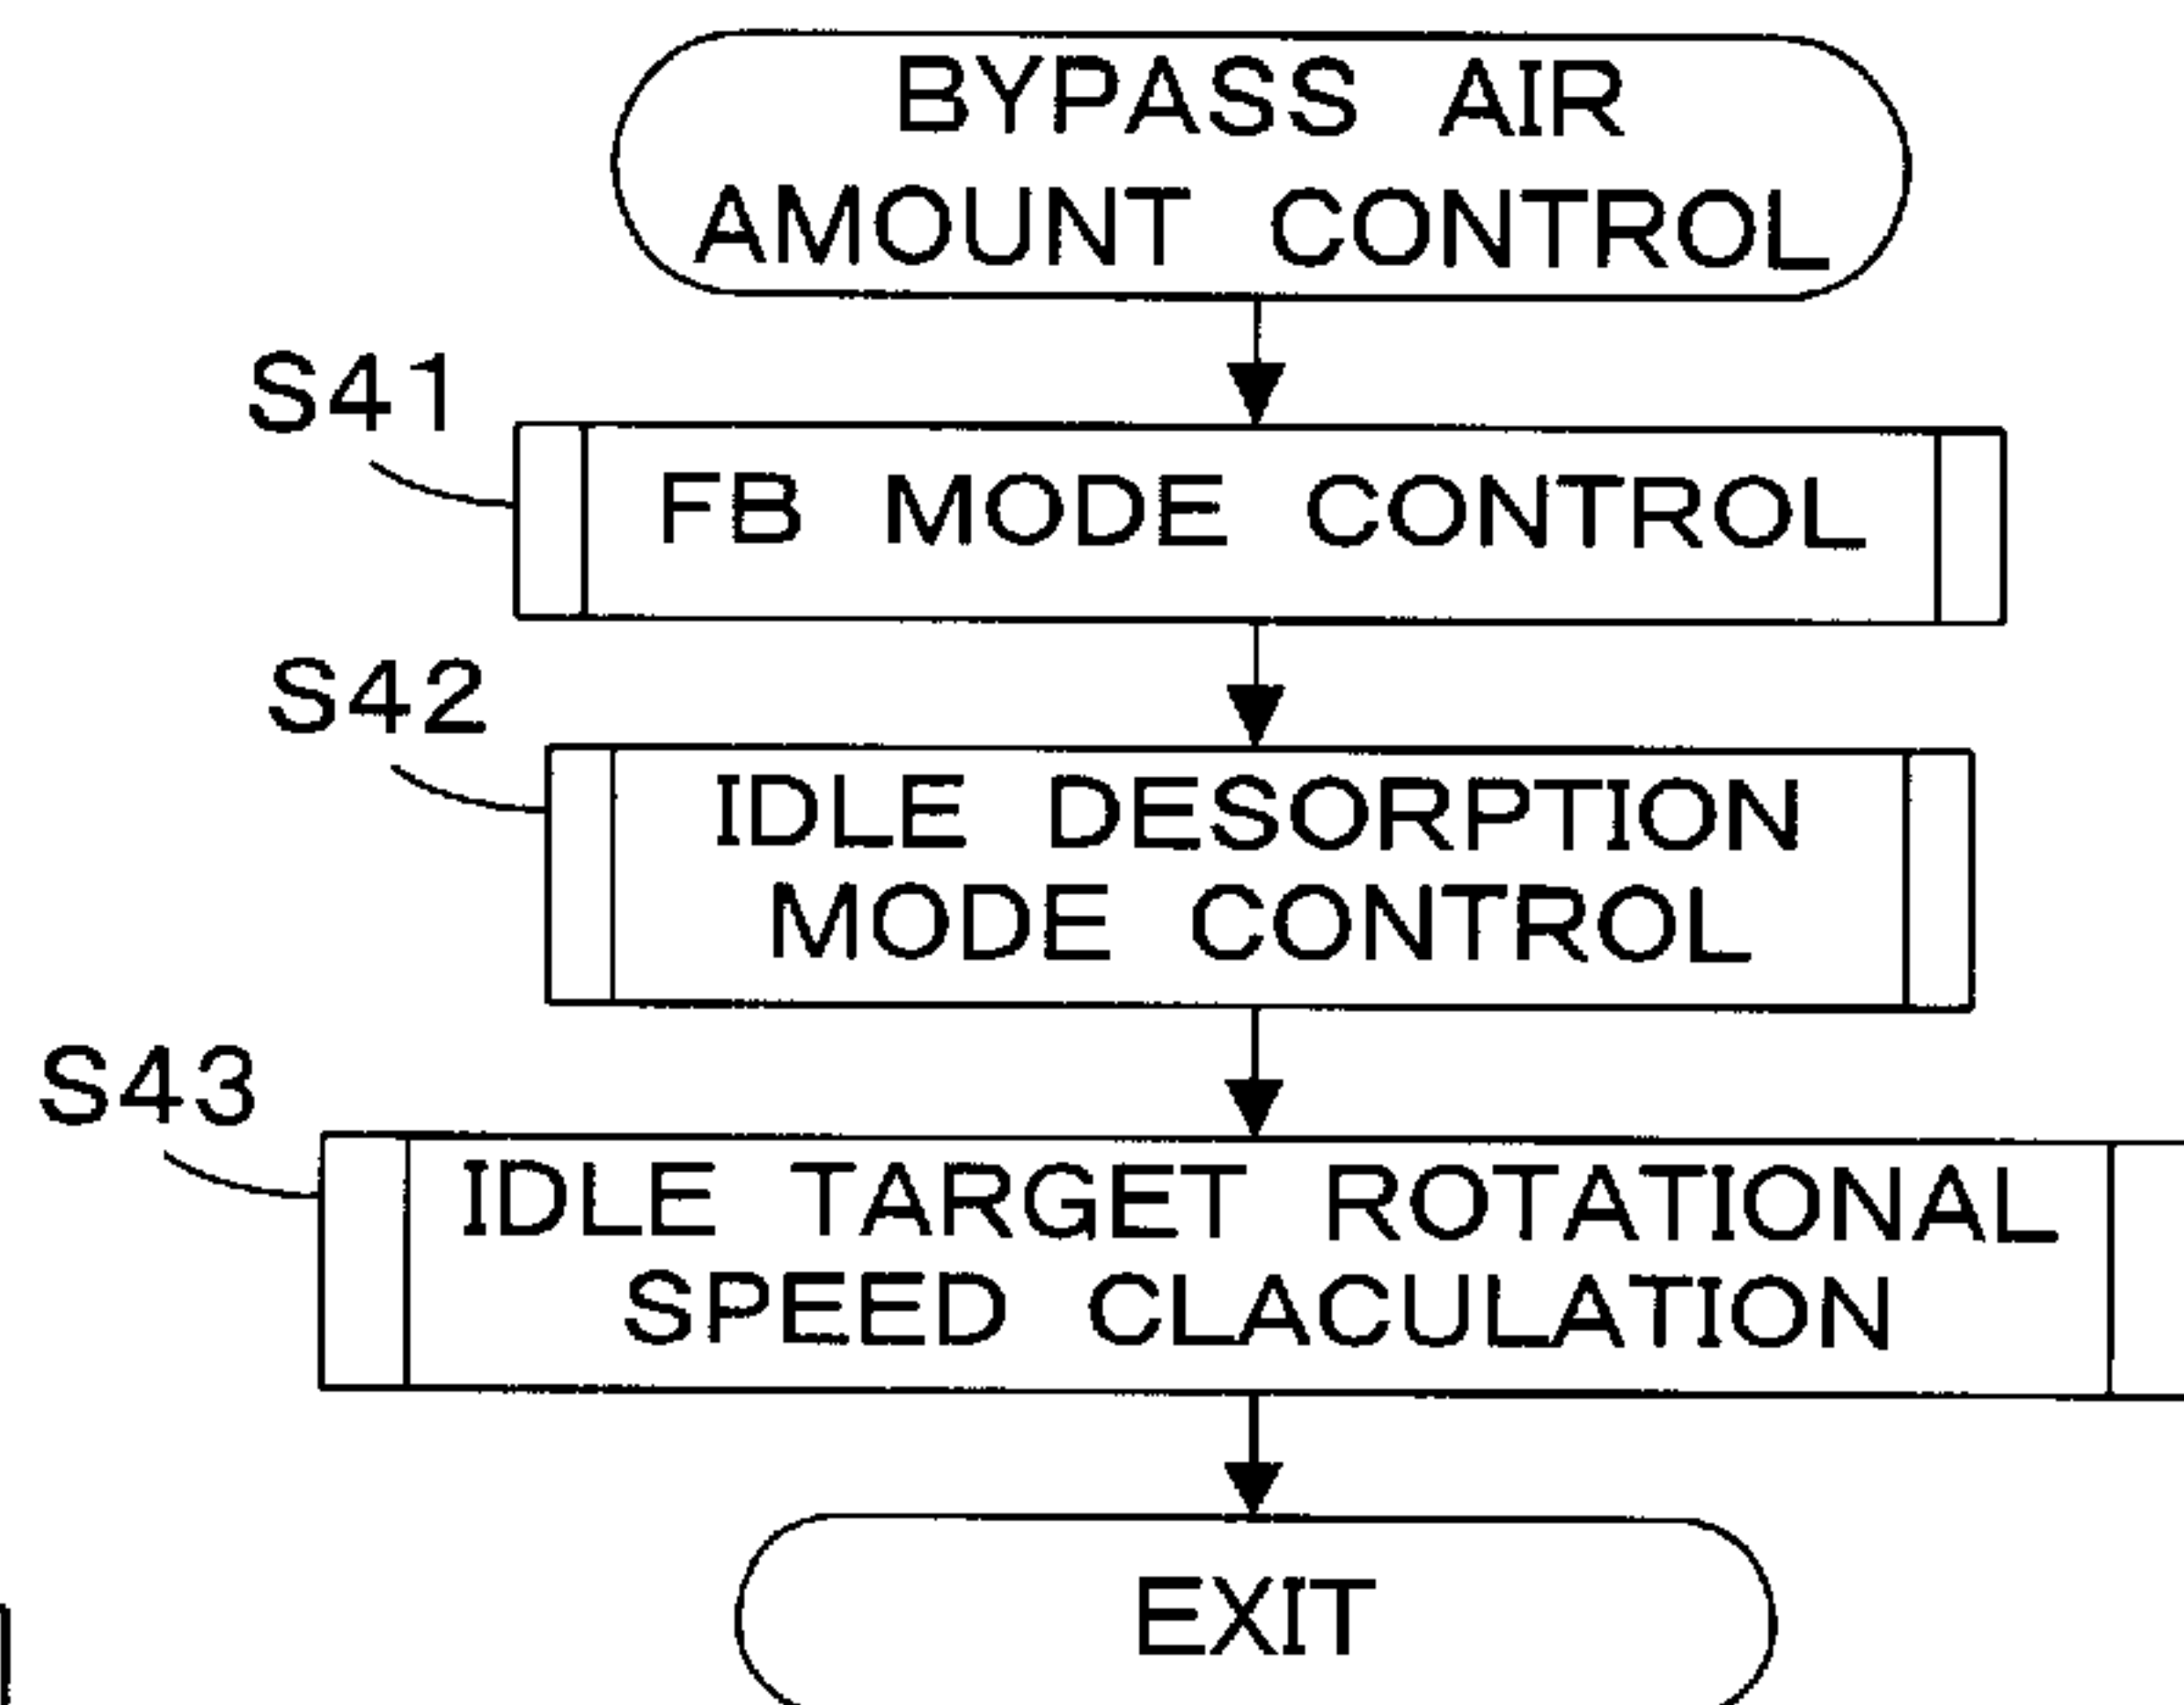 BYPASS AIR
AMOUNT CONTROL
S41
FB MODE CONTROL
S42
IDLE DESORPTION
MODE CONTROL
S43
IDLE TARGET ROTATIONAL
SPEED CLACULATION
EXIT